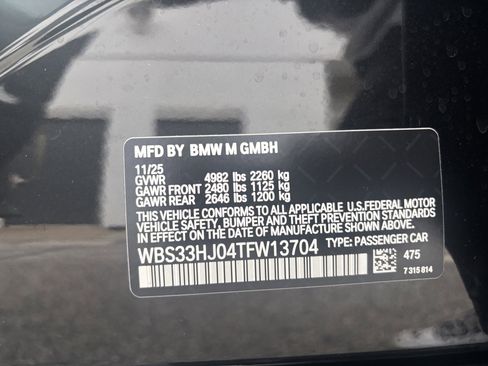 MFD BY BMW M GMBH
11/25
GVWR 4982 lbs 2260 kg
GAWR FRONT 2480 lbs 1125 kg
GAWR REAR 2646 lbs 1200 kg
THIS VEHICLE CONFORMS TO ALL APPLICABLE U.S.FEDERAL MOTOR
VEHICLE SAFETY, BUMPER AND THEFT PREVENTION STANDARDS
IN EFFECT ON THE DATE OF MANUFACTURE SHOWN ABOVE.
WBS33HJ04TFW13704 TYPE: PASSENGER CAR
475
7 315 814